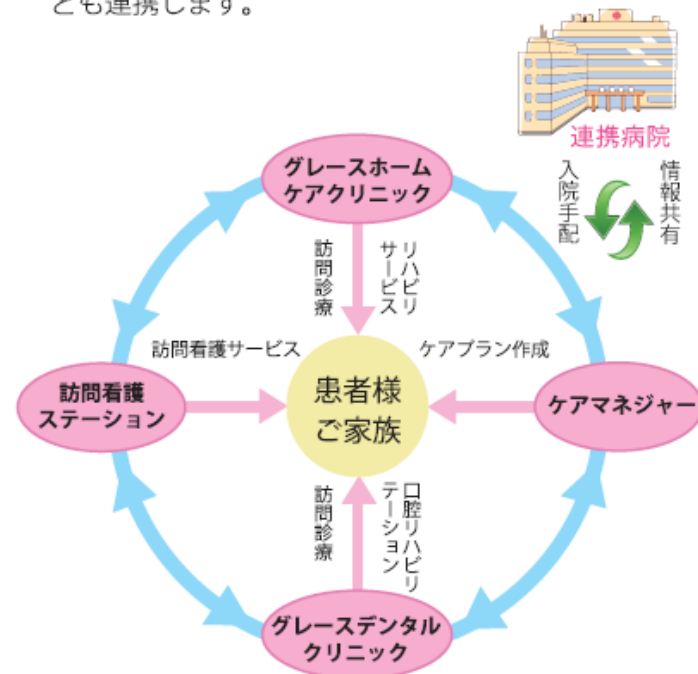 とも連携します。
連携病院
入院手配
情報共有
グレースホーム
ケアクリニック
訪問診療
リハビリ
サービス
訪問看護サービス
ケアプラン作成
訪問看護
ステーション
患者様
ご家族
ケアマネジャー
訪問診療
口腔リハビリ
テーション
グレースデンタル
クリニック